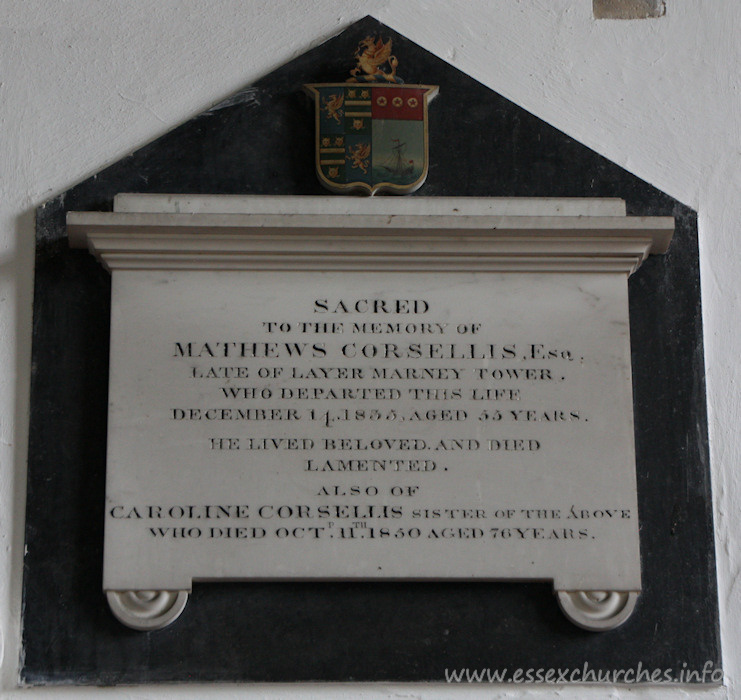 SACRED
TO THE MEMORY OF
MATHEWS CORSELLIS, Esq.
LATE OF LAYER MARNEY TOWER.
WHO DEPARTED THIS LIFE
DECEMBER 14, 1855, AGED 55 YEARS.
HE LIVED BELOVED. AND DIED
LAMENTED.
ALSO OF
CAROLINE CORSELLIS SISTER OF THE ABOVE
WHO DIED OCTR. 11TH. 1850 AGED 76 YEARS.
www.essexchurches.info